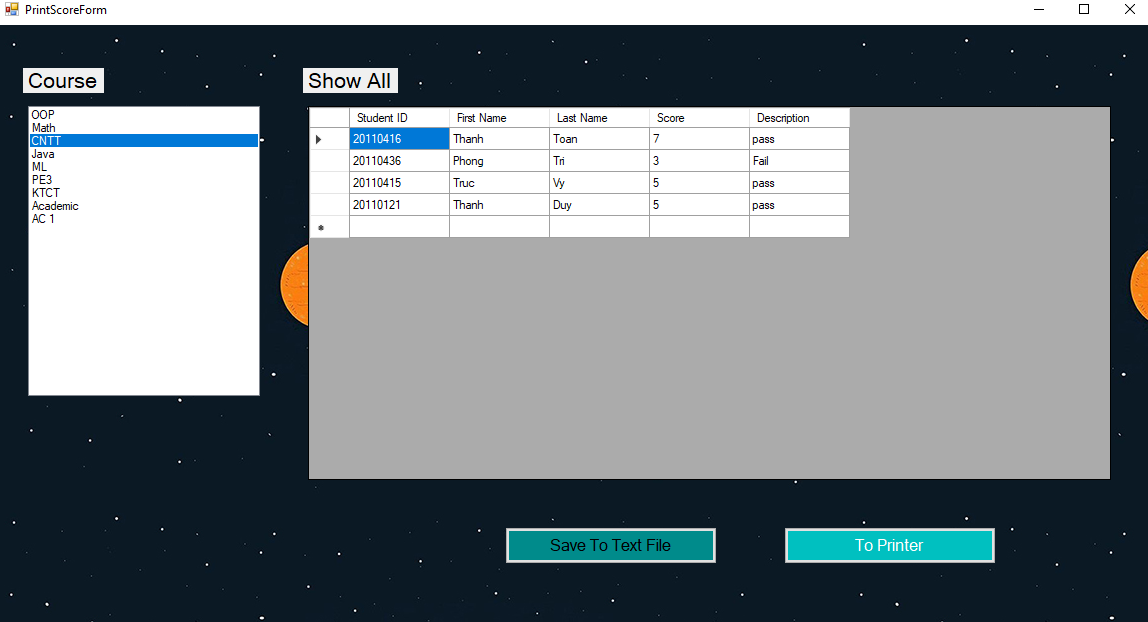 PrintScoreForm
Course
Show All
OOP
Math
CNTT
Java
ML
PE3
KTCT
Academic
AC 1
Student ID First Name Last Name Score Description
20110416 Thanh Toan 7 pass
20110436 Phong Tri 3 Fail
20110415 Truc Vy 5 pass
20110121 Thanh Duy 5 pass
Save To Text File
To Printer